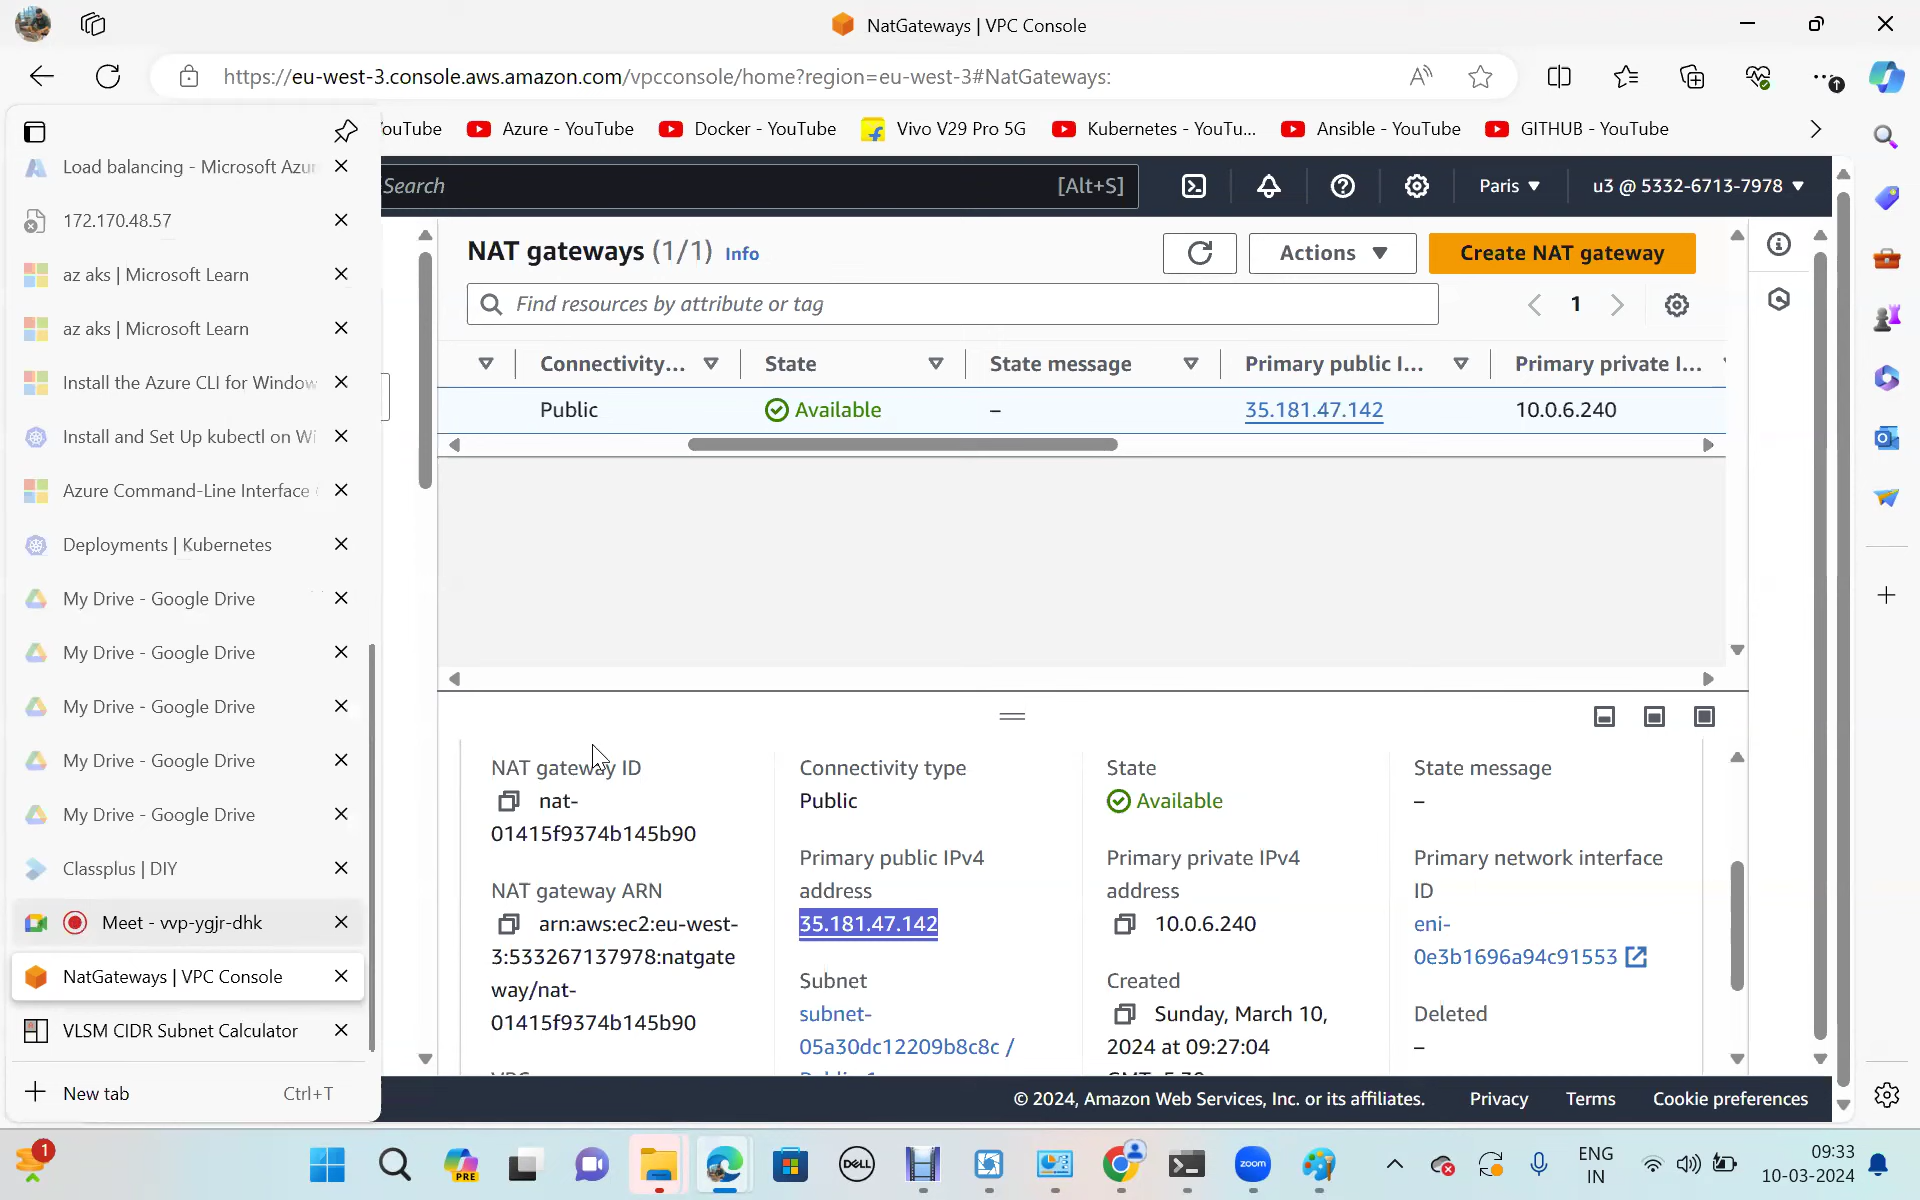 NatGateways | VPC Console
https://eu-west-3.console.aws.amazon.com/vpcconsole/home?region=eu-west-3#NatGateways:
ouTube
Azure - YouTube
Docker - YouTube
Vivo V29 Pro 5G
Kubernetes - YouTu...
Ansible - YouTube
GITHUB - YouTube
Load balancing - Microsoft Azu
172.170.48.57
az aks | Microsoft Learn
az aks | Microsoft Learn
Install the Azure CLI for Window
Install and Set Up kubectl on Wi
Azure Command-Line Interface
Deployments | Kubernetes
My Drive - Google Drive
My Drive - Google Drive
My Drive - Google Drive
My Drive - Google Drive
My Drive - Google Drive
Classplus | DIY
Meet - vvp-ygjr-dhk
NatGateways | VPC Console
VLSM CIDR Subnet Calculator
New tab Ctrl+T
Search [Alt+S]
Paris
u3 @ 5332-6713-7978
NAT gateways (1/1) Info
Actions
Create NAT gateway
Find resources by attribute or tag
1
Connectivity... State State message Primary public I... Primary private I...
Public Available – 35.181.47.142 10.0.6.240
NAT gateway ID
nat-
01415f9374b145b90
NAT gateway ARN
arn:aws:ec2:eu-west-
3:533267137978:natgate
way/nat-
01415f9374b145b90
Connectivity type
Public
Primary public IPv4
address
35.181.47.142
Subnet
subnet-
05a30dc12209b8c8c /
State
Available
Primary private IPv4
address
10.0.6.240
Created
Sunday, March 10,
2024 at 09:27:04
State message
–
Primary network interface
ID
eni-
0e3b1696a94c91553
Deleted
–
© 2024, Amazon Web Services, Inc. or its affiliates. Privacy Terms Cookie preferences
1
PRE
DELL
zoom
ENG
IN
09:33
10-03-2024